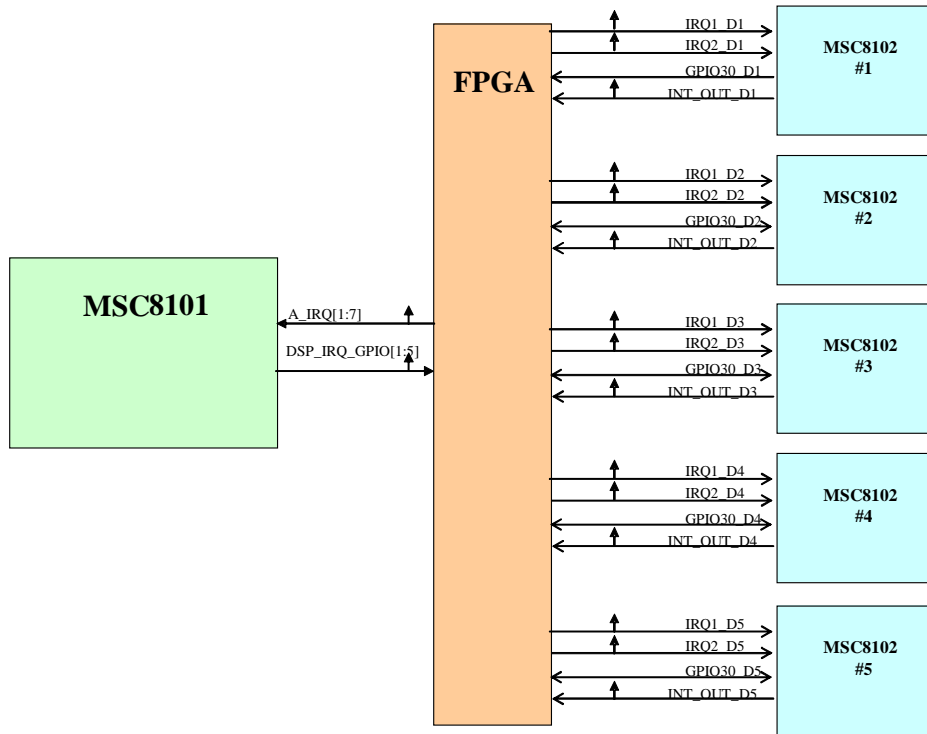 IRQ1_D1
IRQ2_D1
GPIO30_D1
INT_OUT_D1
MSC8102
#1
FPGA
IRQ1_D2
IRQ2_D2
GPIO30_D2
INT_OUT_D2
MSC8102
#2
MSC8101
A_IRQ[1:7]
DSP_IRQ_GPIO[1:5]
IRQ1_D3
IRQ2_D3
GPIO30_D3
INT_OUT_D3
MSC8102
#3
IRQ1_D4
IRQ2_D4
GPIO30_D4
INT_OUT_D4
MSC8102
#4
IRQ1_D5
IRQ2_D5
GPIO30_D5
INT_OUT_D5
MSC8102
#5